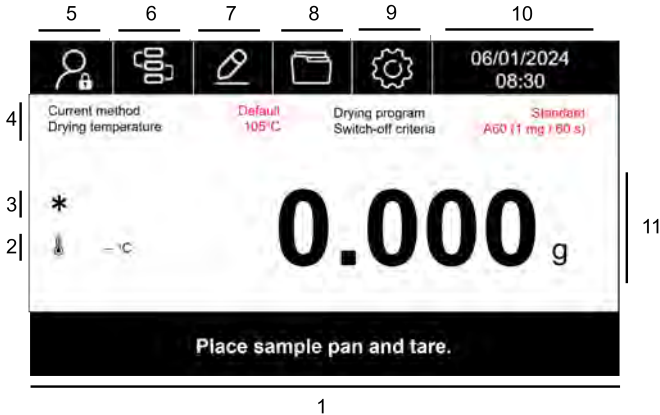 5 6 7 8 9 10
06/01/2024
08:30
4 Current method Default Drying program Standard
Drying temperature 105°C Switch-off criteria A60 (1 mg / 60 s)
3 *
2 – °C 0.000 g 11
Place sample pan and tare.
1